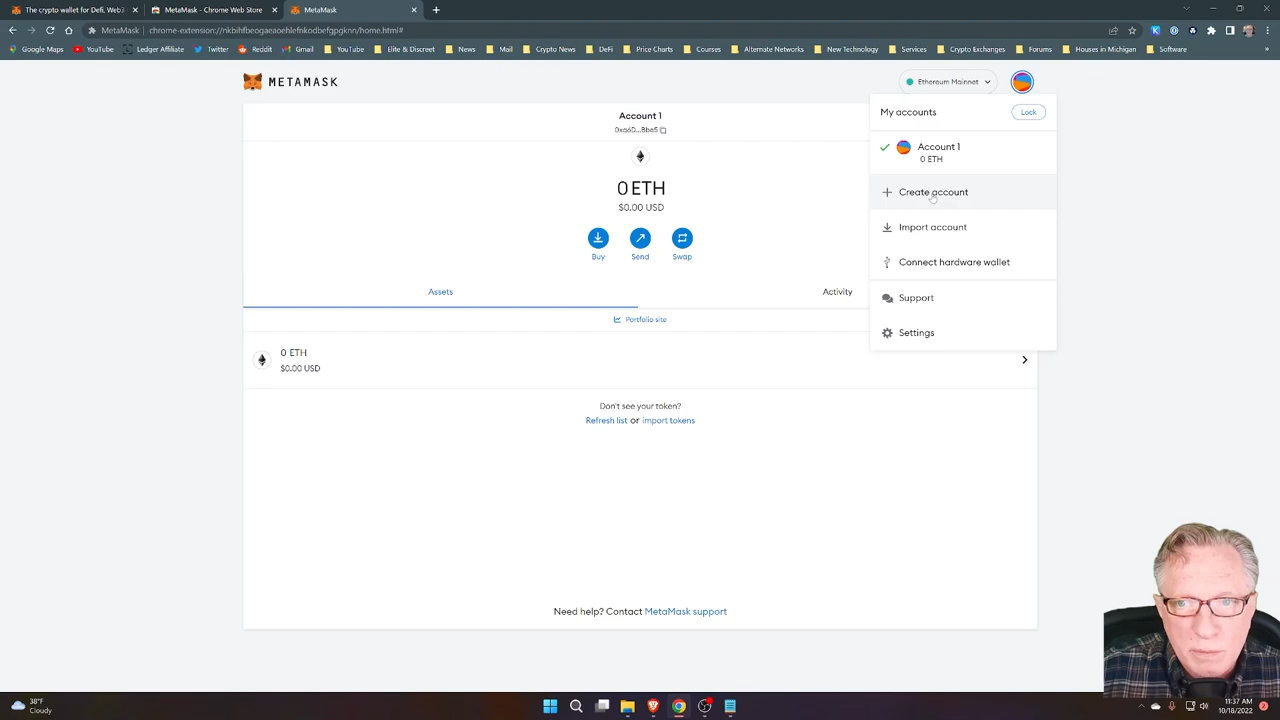 The crypto wallet for Defi, Web3
MetaMask - Chrome Web Store
MetaMask
MetaMask
chrome-extension://nkbihfbeogaeaoehlefnkodbefgpgknn/home.html#
Google Maps
YouTube
Ledger Affiliate
Twitter
Reddit
Gmail
YouTube
Elite & Discreet
News
Mail
Crypto News
DeFi
Price Charts
Courses
Alternate Networks
New Technology
Services
Crypto Exchanges
Forums
Houses in Michigan
Software
METAMASK
Ethereum Mainnet
My accounts
Lock
Account 1
0 ETH
Create account
Import account
Connect hardware wallet
Support
Settings
Account 1
0xa6D...8be5
0 ETH
$0.00 USD
Buy
Send
Swap
Assets
Activity
Portfolio site
0 ETH
$0.00 USD
Don't see your token?
Refresh list or import tokens
Need help? Contact MetaMask support
38°F
Cloudy
11:37 AM
10/18/2022